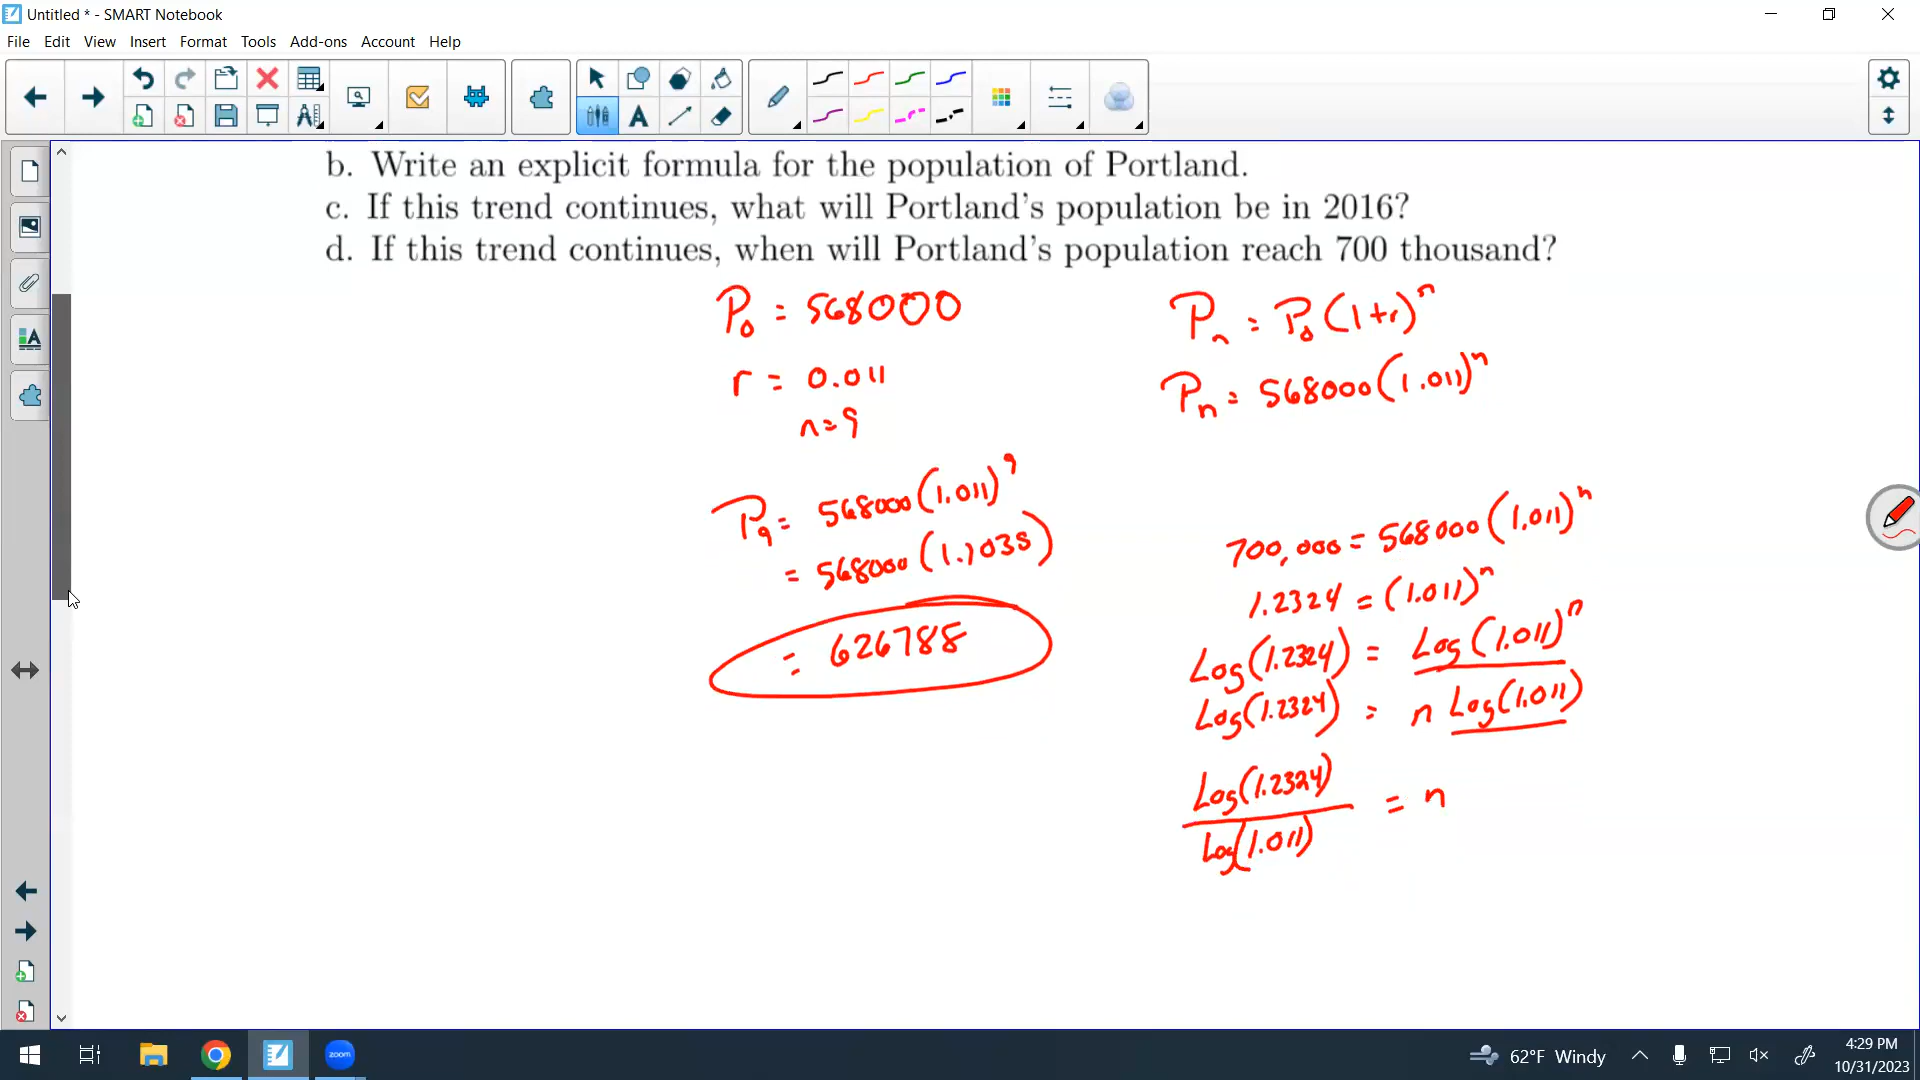 Untitled * - SMART Notebook
File Edit View Insert Format Tools Add-ons Account Help
b. Write an explicit formula for the population of Portland.
c. If this trend continues, what will Portland's population be in 2016?
d. If this trend continues, when will Portland's population reach 700 thousand?
P₀ = 568000
r = 0.011
n = 9
P₉ = 568000 (1.011)⁹
= 568000 (1.1035)
= 626788
Pₙ = P₀ (1+r)ⁿ
Pₙ = 568000 (1.011)ⁿ
700,000 = 568000 (1.011)ⁿ
1.2324 = (1.011)ⁿ
Log(1.2324) = Log (1.011)ⁿ
Log(1.2324) = n Log(1.011)
Log(1.2324)
= n
Log(1.011)
zoom
62°F Windy
4:29 PM
10/31/2023